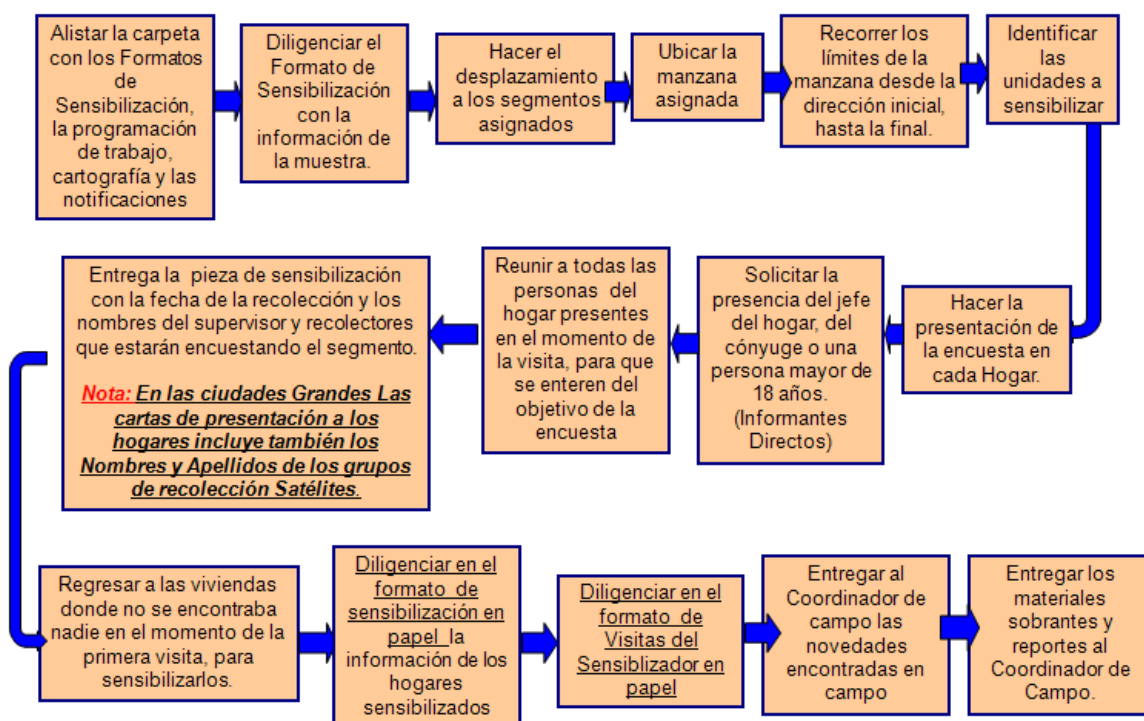 Alistar la carpeta
con los Formatos
de
Sensibilización,
la programación
de trabajo,
cartografía y las
notificaciones
Diligenciar el
Formato de
Sensibilización
con la
información de
la muestra.
Hacer el
desplazamiento
a los segmentos
asignados
Ubicar la
manzana
asignada
Recorrer los
límites de la
manzana desde la
dirección inicial,
hasta la final.
Identificar
las
unidades a
sensibilizar
Hacer la
presentación de
la encuesta en
cada Hogar.
Solicitar la
presencia del jefe
del hogar, del
cónyuge o una
persona mayor de
18 años.
(Informantes
Directos)
Reunir a todas las
personas del
hogar presentes
en el momento de
la visita, para que
se enteren del
objetivo de la
encuesta
Entrega la pieza de sensibilización
con la fecha de la recolección y los
nombres del supervisor y recolectores
que estarán encuestando el segmento.
Nota: En las ciudades Grandes Las
cartas de presentación a los
hogares incluye también los
Nombres y Apellidos de los grupos
de recolección Satélites.
Regresar a las viviendas
donde no se encontraba
nadie en el momento de la
primera visita, para
sensibilizarlos.
Diligenciar en el
formato de
sensibilización en
papel la
información de los
hogares
sensibilizados
Diligenciar en el
formato de
Visitas del
Sensiblizador en
papel
Entregar al
Coordinador de
campo las
novedades
encontradas en
campo
Entregar los
materiales
sobrantes y
reportes al
Coordinador de
Campo.